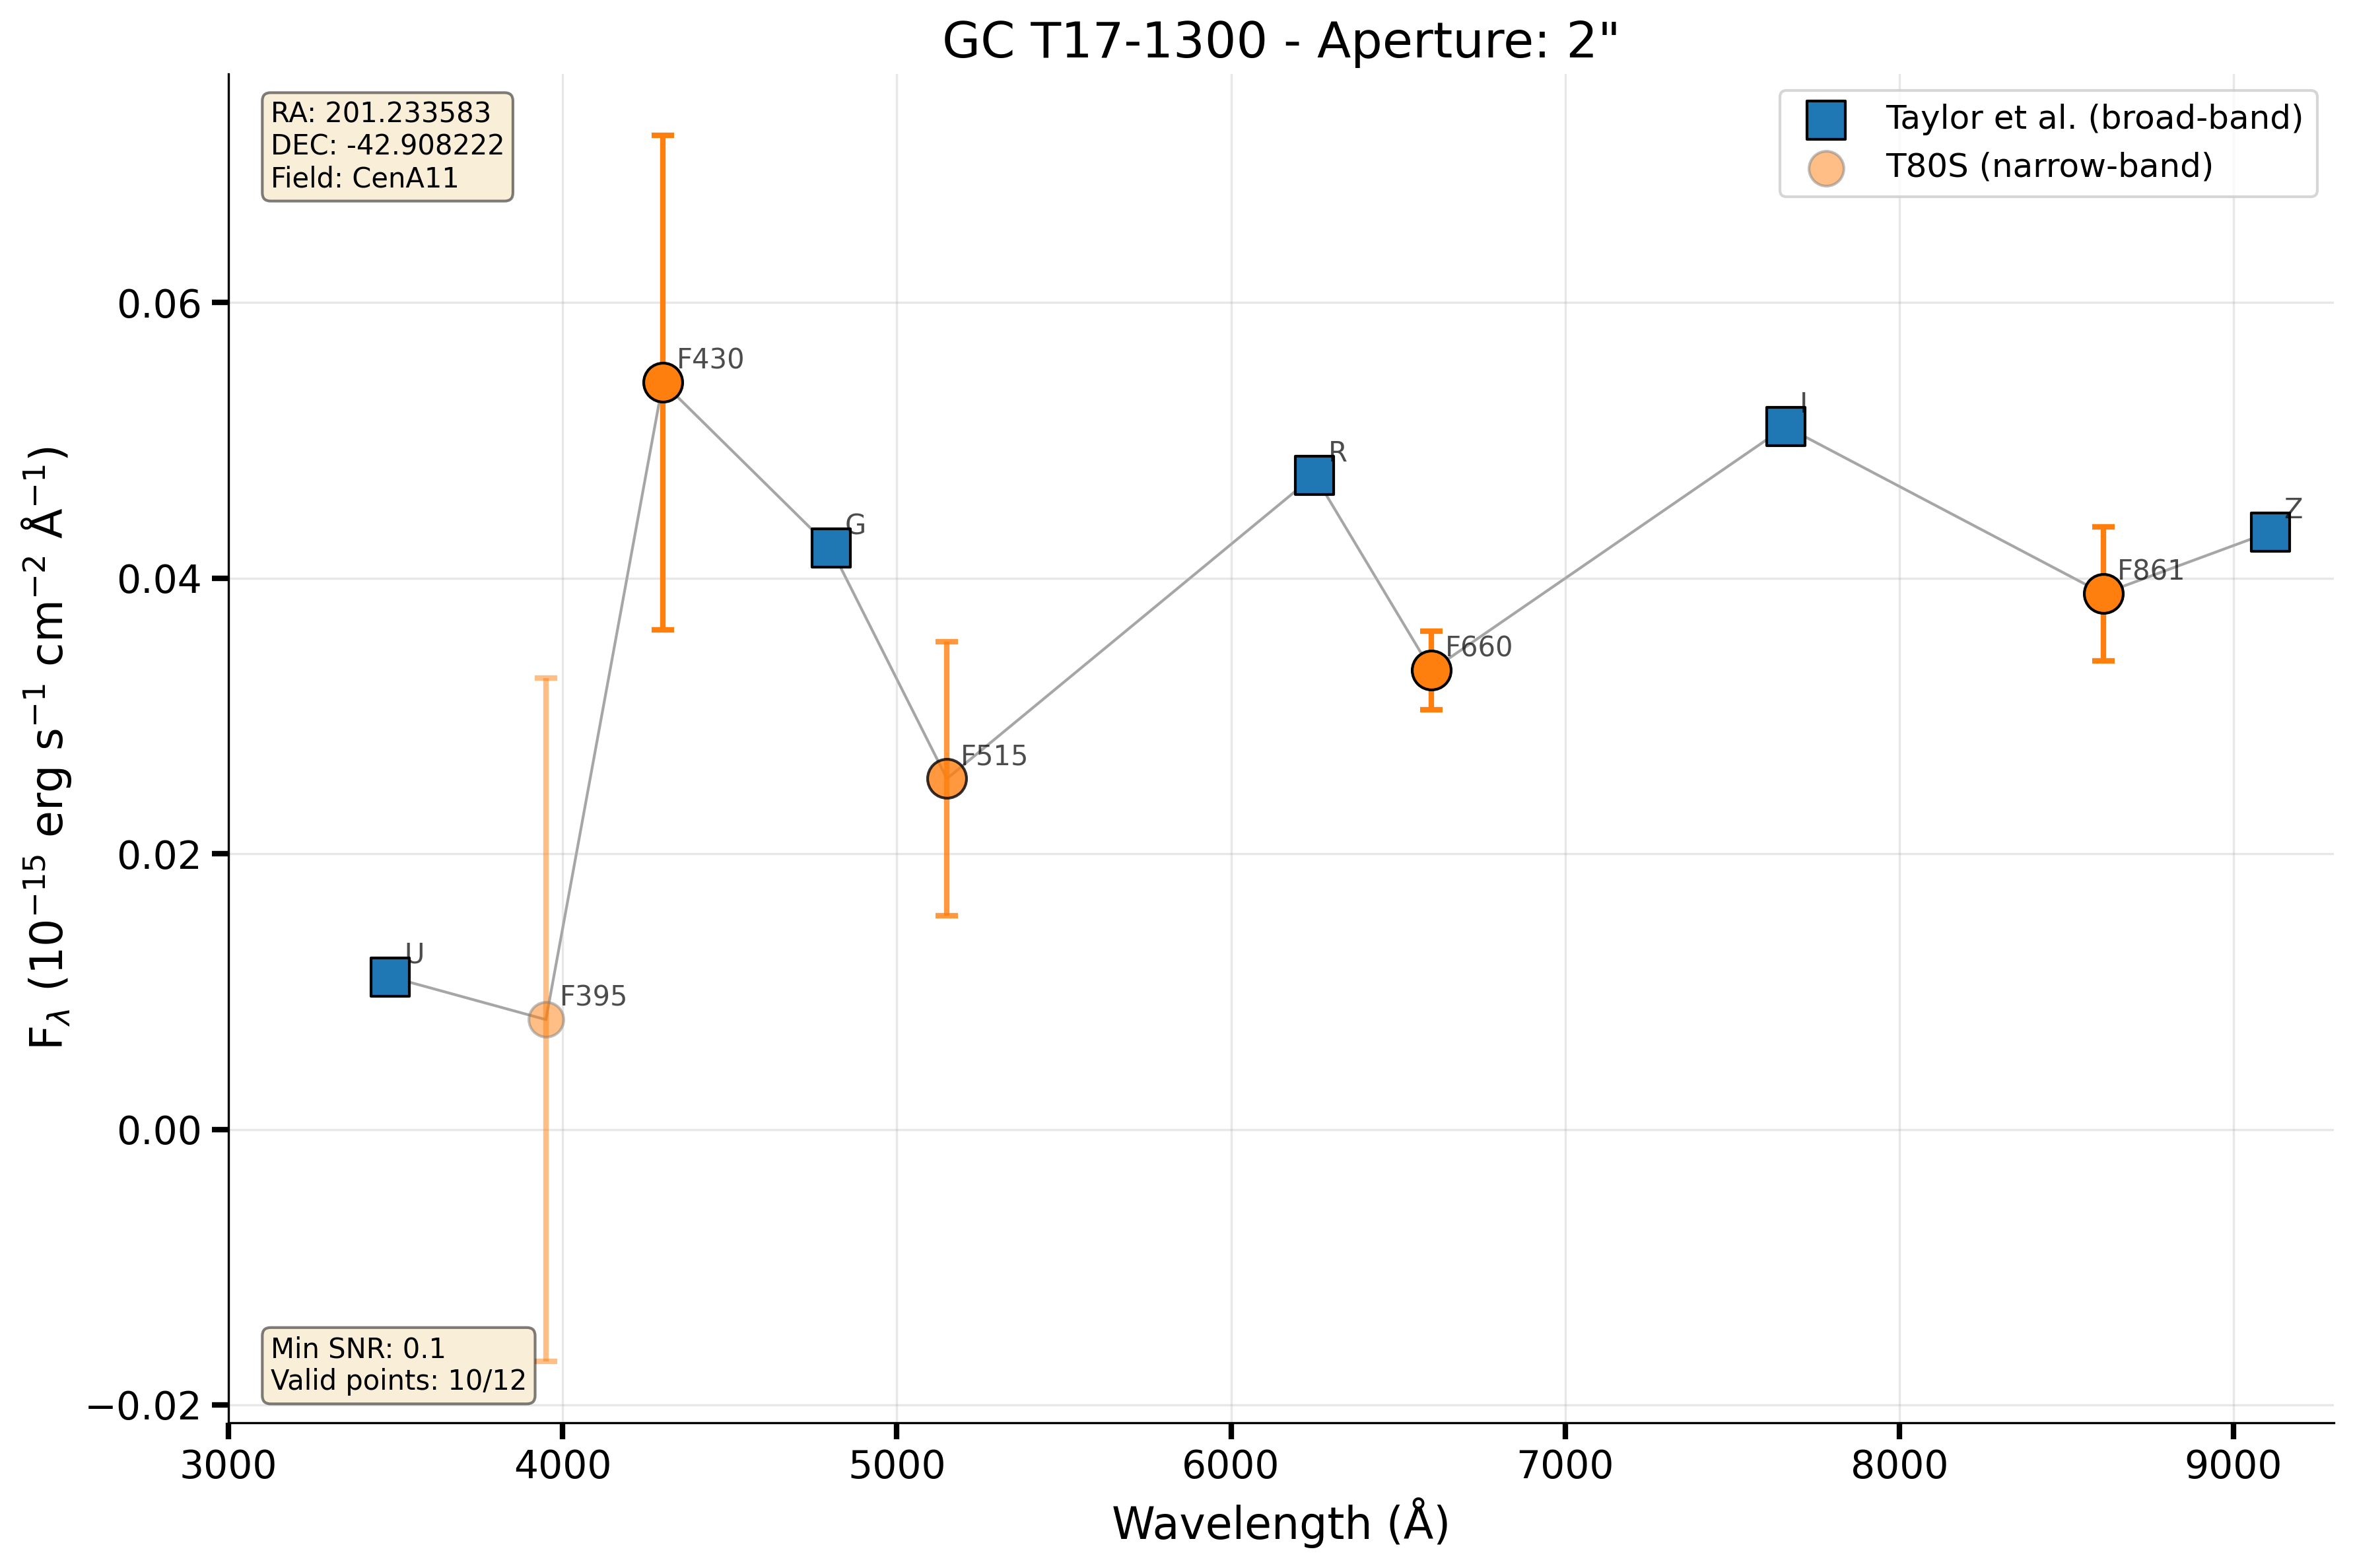 GC T17-1300 - Aperture: 2"
RA: 201.233583
DEC: -42.908222
Field: CenA11
Taylor et al. (broad-band)
T80S (narrow-band)
F430
I
R
G
Z
F861
F660
F515
U
F395
Min SNR: 0.1
Valid points: 10/12
0.06
0.04
0.02
0.00
−0.02
F_λ (10⁻¹⁵ erg s⁻¹ cm⁻² Å⁻¹)
3000 4000 5000 6000 7000 8000 9000
Wavelength (Å)